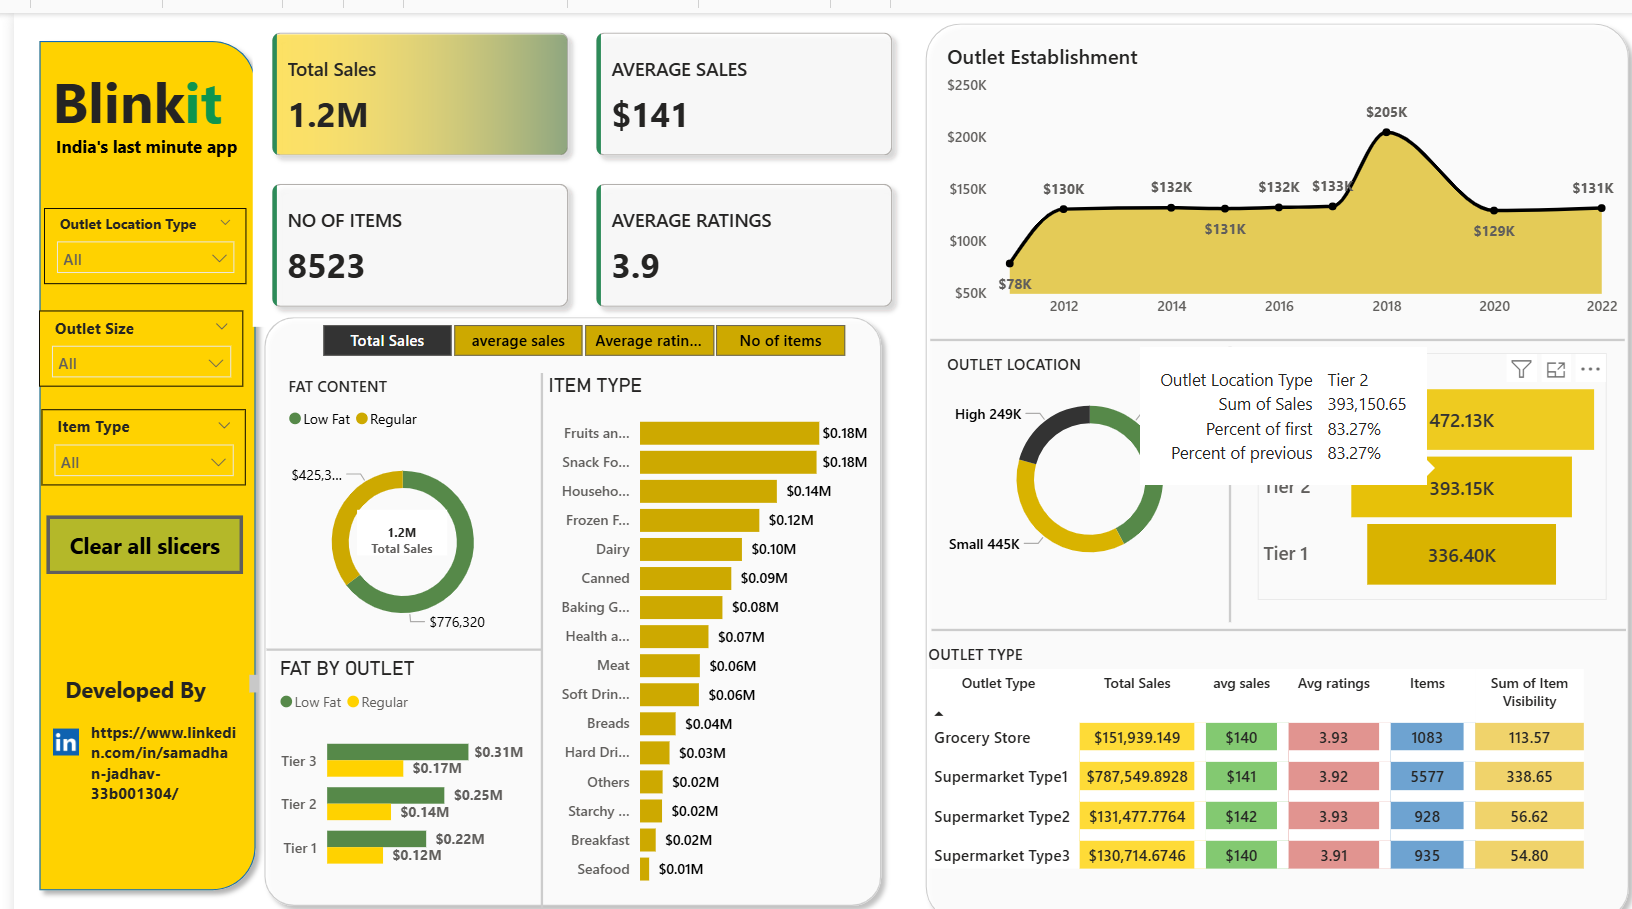 Blinkit
India's last minute app
Outlet Location Type
All
Outlet Size
All
Item Type
All
Clear all slicers
Developed By
in
https://www.linkedi
n.com/in/samadha
n-jadhav-
33b001304/
Total Sales
1.2M
AVERAGE SALES
$141
NO OF ITEMS
8523
AVERAGE RATINGS
3.9
Total Sales
average sales
Average ratin...
No of items
FAT CONTENT
Low Fat Regular
$425,3...
1.2M
Total Sales
$776,320
FAT BY OUTLET
Low Fat Regular
Tier 3 $0.31M
$0.17M
Tier 2 $0.25M
$0.14M
Tier 1 $0.22M
$0.12M
ITEM TYPE
Fruits an... $0.18M
Snack Fo... $0.18M
Househo... $0.14M
Frozen F... $0.12M
Dairy $0.10M
Canned $0.09M
Baking G... $0.08M
Health a... $0.07M
Meat $0.06M
Soft Drin... $0.06M
Breads $0.04M
Hard Dri... $0.03M
Others $0.02M
Starchy ... $0.02M
Breakfast $0.02M
Seafood $0.01M
Outlet Establishment
$250K
$200K
$150K
$100K
$50K
$78K
$130K
$132K
$131K
$132K
$133K
$205K
$129K
$131K
2012 2014 2016 2018 2020 2022
OUTLET LOCATION
High 249K
Small 445K
Outlet Location Type Tier 2
Sum of Sales 393,150.65
Percent of first 83.27%
Percent of previous 83.27%
472.13K
Tier 2 393.15K
Tier 1 336.40K
OUTLET TYPE
Outlet Type Total Sales avg sales Avg ratings Items Sum of Item Visibility
Grocery Store $151,939.149 $140 3.93 1083 113.57
Supermarket Type1 $787,549.8928 $141 3.92 5577 338.65
Supermarket Type2 $131,477.7764 $142 3.93 928 56.62
Supermarket Type3 $130,714.6746 $140 3.91 935 54.80